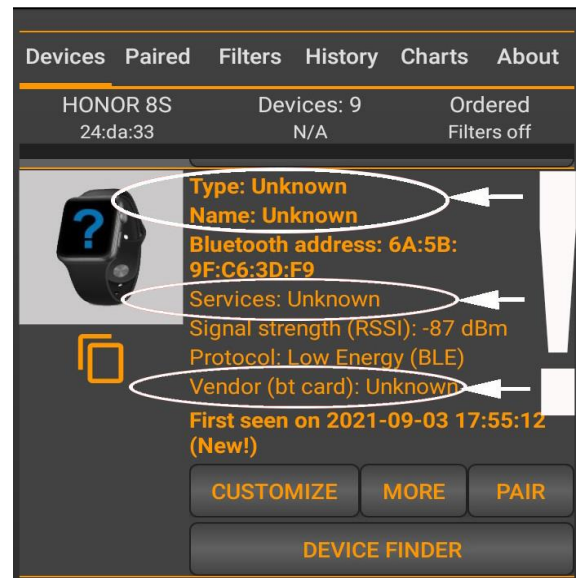 Devices Paired Filters History Charts About
HONOR 8S Devices: 9 Ordered
24:da:33 N/A Filters off
?
Type: Unknown
Name: Unknown
Bluetooth address: 6A:5B:
9F:C6:3D:F9
Services: Unknown
Signal strength (RSSI): -87 dBm
Protocol: Low Energy (BLE)
Vendor (bt card): Unknown
First seen on 2021-09-03 17:55:12
(New!)
CUSTOMIZE MORE PAIR
DEVICE FINDER
!